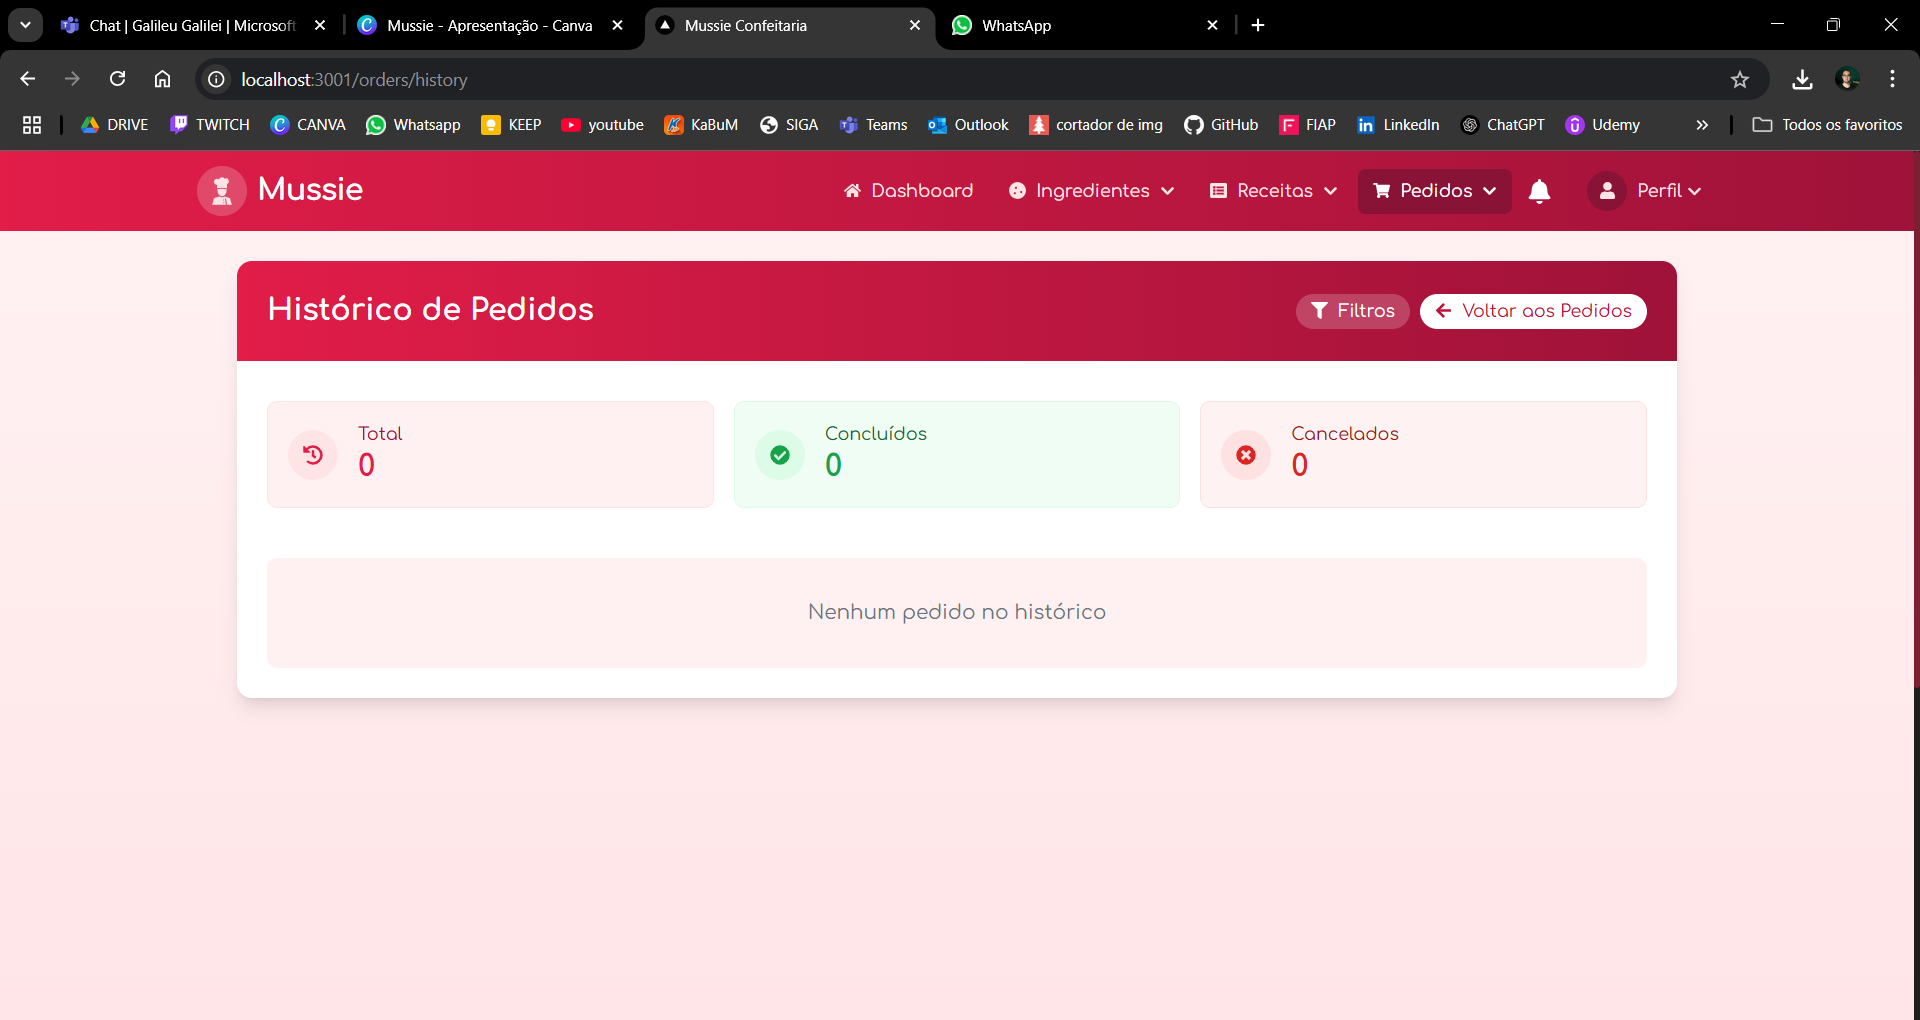 Chat | Galileu Galilei | Microsoft
Mussie - Apresentação - Canva
Mussie Confeitaria
WhatsApp
localhost:3001/orders/history
DRIVE
TWITCH
CANVA
Whatsapp
KEEP
youtube
KaBuM
SIGA
Teams
Outlook
cortador de img
GitHub
FIAP
LinkedIn
ChatGPT
Udemy
Todos os favoritos
Mussie
Dashboard
Ingredientes
Receitas
Pedidos
Perfil
Histórico de Pedidos
Filtros
Voltar aos Pedidos
Total
0
Concluídos
0
Cancelados
0
Nenhum pedido no histórico